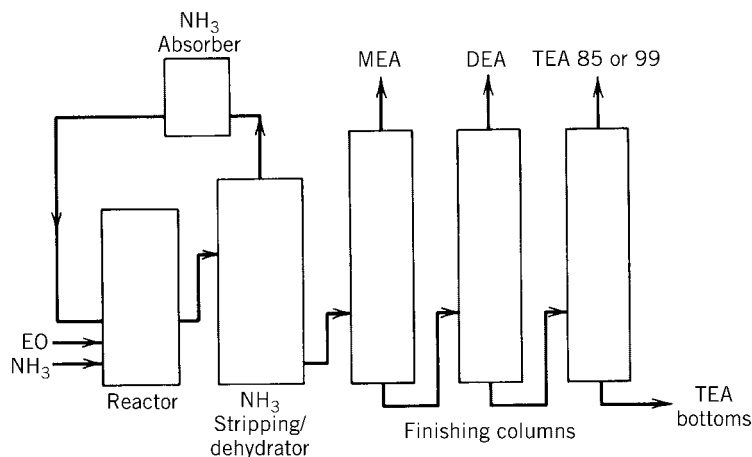 NH₃
Absorber
MEA
DEA
TEA 85 or 99
EO
NH₃
Reactor
NH₃
Stripping/
dehydrator
Finishing columns
TEA
bottoms